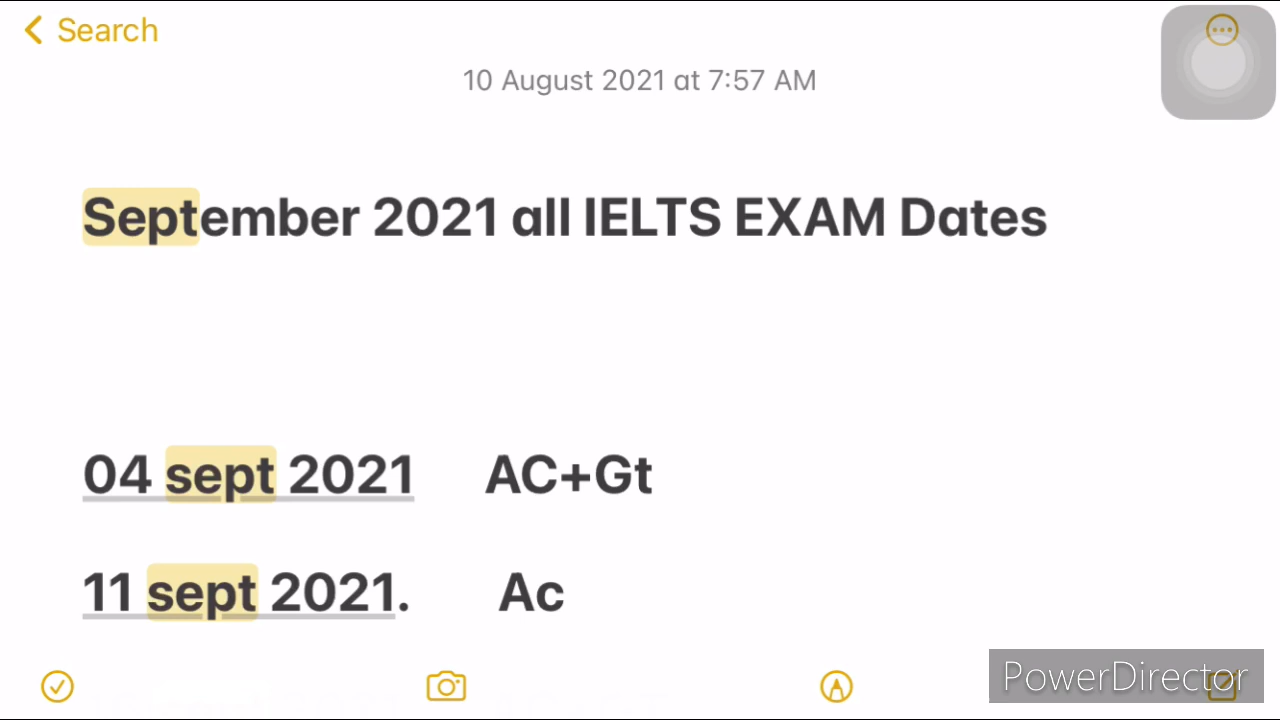 Search
10 August 2021 at 7:57 AM
September 2021 all IELTS EXAM Dates
04 sept 2021 AC+Gt
11 sept 2021. Ac
PowerDirector